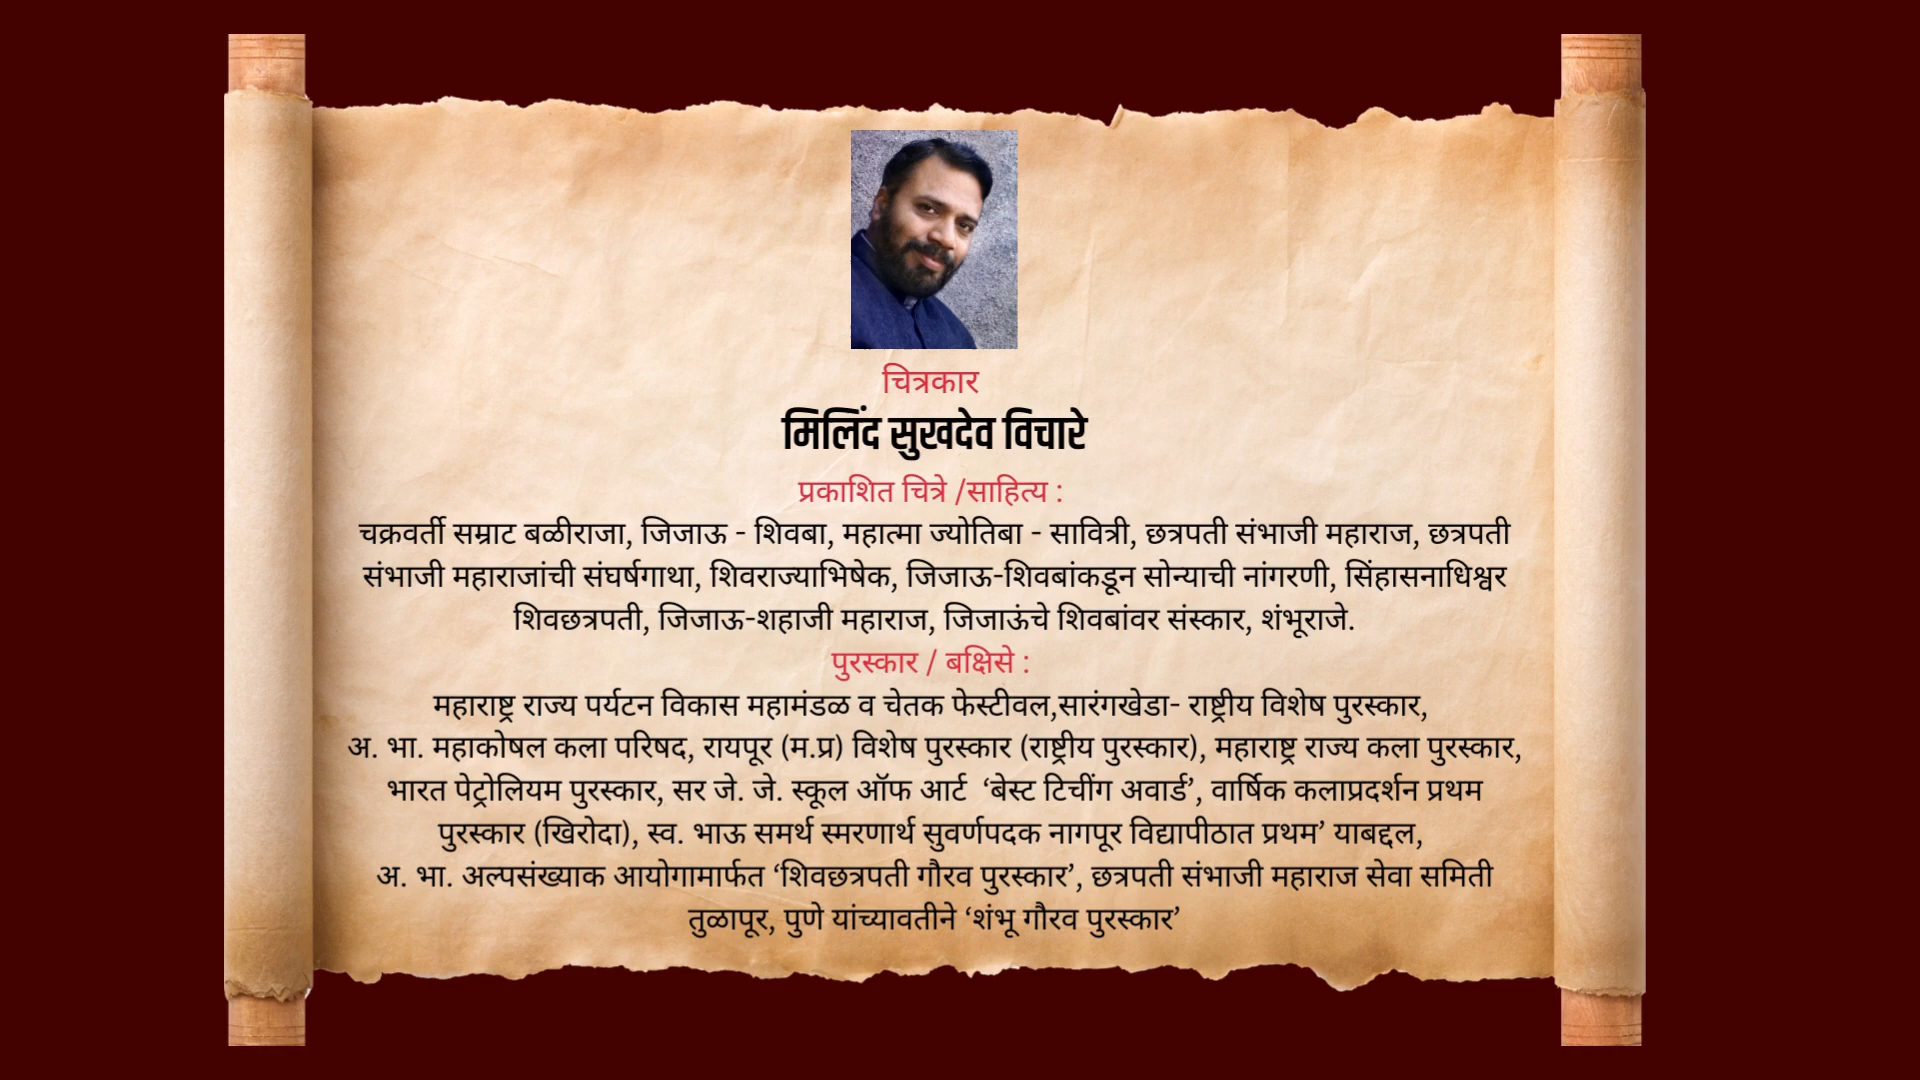 चित्रकार
मिलिंद सुखदेव विचारे
प्रकाशित चित्रे /साहित्य :
चक्रवर्ती सम्राट बळीराजा, जिजाऊ - शिवबा, महात्मा ज्योतिबा - सावित्री, छत्रपती संभाजी महाराज, छत्रपती
संभाजी महाराजांची संघर्षगाथा, शिवराज्याभिषेक, जिजाऊ-शिवबांकडून सोन्याची नांगरणी, सिंहासनाधिश्वर
शिवछत्रपती, जिजाऊ-शहाजी महाराज, जिजाऊंचे शिवबांवर संस्कार, शंभूराजे.
पुरस्कार / बक्षिसे :
महाराष्ट्र राज्य पर्यटन विकास महामंडळ व चेतक फेस्टीवल,सारंगखेडा- राष्ट्रीय विशेष पुरस्कार,
अ. भा. महाकोषल कला परिषद, रायपूर (म.प्र) विशेष पुरस्कार (राष्ट्रीय पुरस्कार), महाराष्ट्र राज्य कला पुरस्कार,
भारत पेट्रोलियम पुरस्कार, सर जे. जे. स्कूल ऑफ आर्ट ‘बेस्ट टिचींग अवार्ड’, वार्षिक कलाप्रदर्शन प्रथम
पुरस्कार (खिरोदा), स्व. भाऊ समर्थ स्मरणार्थ सुवर्णपदक नागपूर विद्यापीठात प्रथम’ याबद्दल,
अ. भा. अल्पसंख्याक आयोगामार्फत ‘शिवछत्रपती गौरव पुरस्कार’, छत्रपती संभाजी महाराज सेवा समिती
तुळापूर, पुणे यांच्यावतीने ‘शंभू गौरव पुरस्कार’